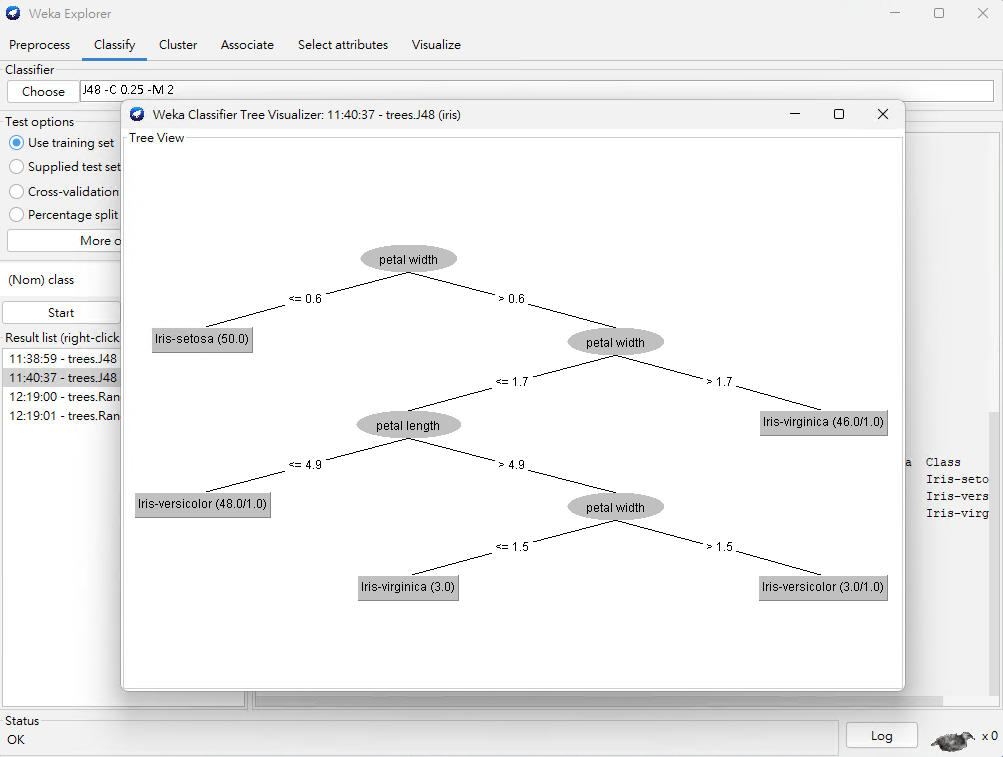 Weka Explorer
Preprocess Classify Cluster Associate Select attributes Visualize
Classifier
Choose J48 -C 0.25 -M 2
Weka Classifier Tree Visualizer: 11:40:37 - trees.J48 (iris)
Test options
Use training set
Supplied test set
Cross-validation
Percentage split
More o
(Nom) class
Start
Result list (right-click
11:38:59 - trees.J48
11:40:37 - trees.J48
12:19:00 - trees.Ran
12:19:01 - trees.Ran
Tree View
petal width
<= 0.6 > 0.6
Iris-setosa (50.0) petal width
<= 1.7 > 1.7
petal length Iris-virginica (46.0/1.0)
<= 4.9 > 4.9
Iris-versicolor (48.0/1.0) petal width
<= 1.5 > 1.5
Iris-virginica (3.0) Iris-versicolor (3.0/1.0)
a Class
Iris-seto
Iris-vers
Iris-virg
Status
OK
Log x 0